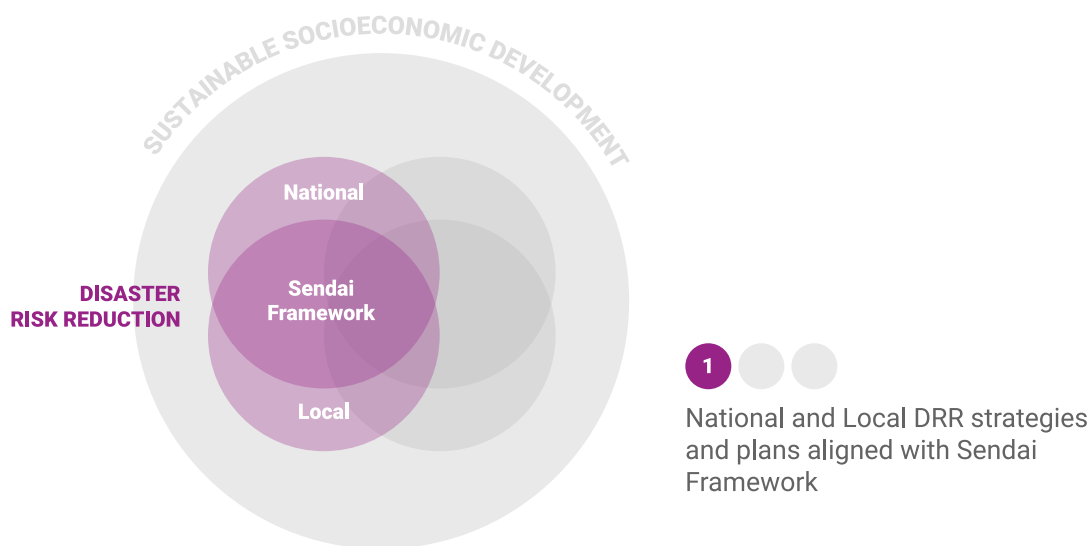 SUSTAINABLE SOCIOECONOMIC DEVELOPMENT
National
Sendai
Framework
DISASTER
RISK REDUCTION
Local
1
National and Local DRR strategies
and plans aligned with Sendai
Framework